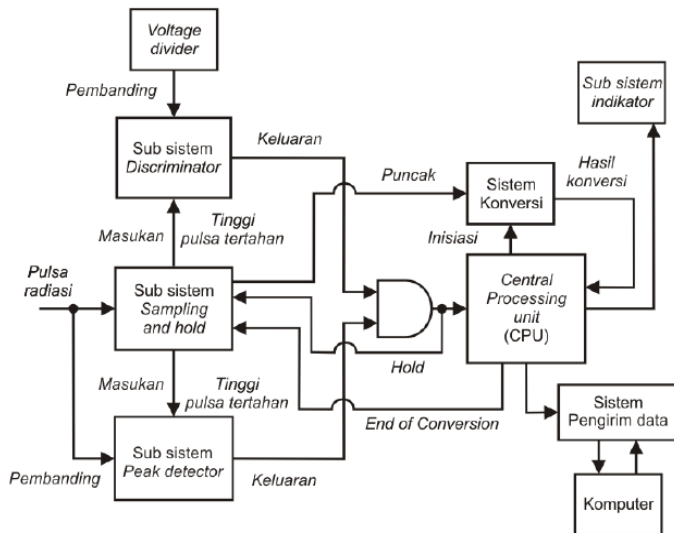 Voltage
divider
Pembanding
Sub sistem
indikator
Sub sistem
Discriminator
Keluaran
Puncak
Sistem
Konversi
Hasil
konversi
Masukan
Tinggi
pulsa tertahan
Inisiasi
Pulsa
radiasi
Sub sistem
Sampling
and hold
Central
Processing
unit
(CPU)
Hold
Masukan
Tinggi
pulsa tertahan
End of Conversion
Sistem
Pengirim data
Sub sistem
Peak detector
Pembanding
Keluaran
Komputer